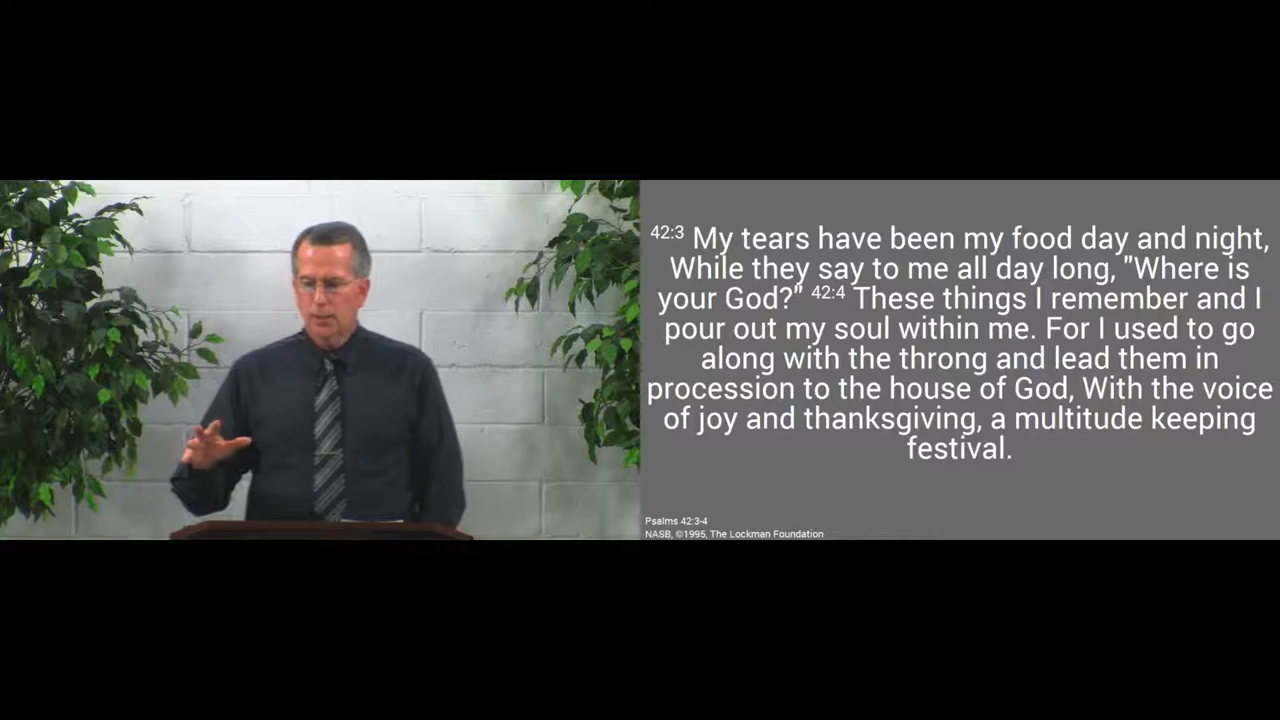 42:3 My tears have been my food day and night,
While they say to me all day long, "Where is
your God?" 42:4 These things I remember and I
pour out my soul within me. For I used to go
along with the throng and lead them in
procession to the house of God, With the voice
of joy and thanksgiving, a multitude keeping
festival.
Psalms 42:3-4
NASB, ©1995, The Lockman Foundation